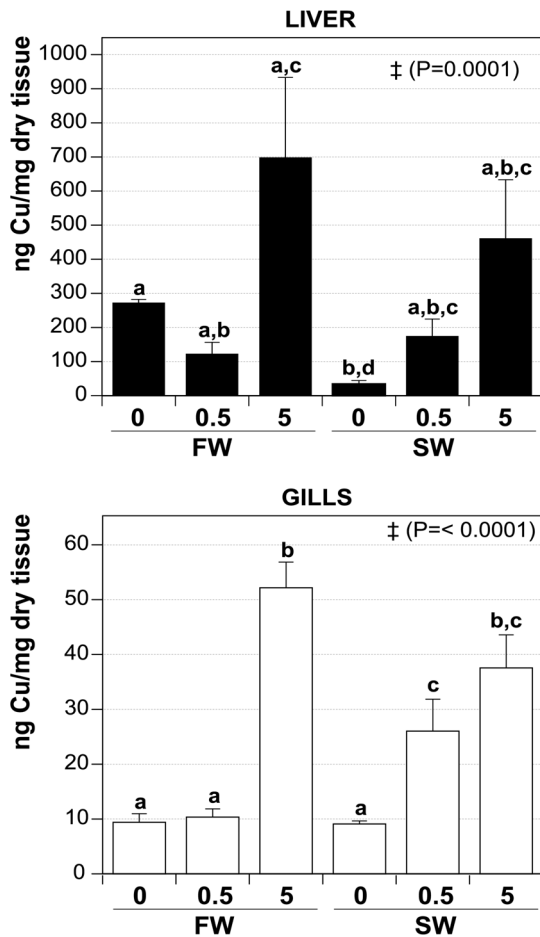 LIVER
ng Cu/mg dry tissue
1000
900
800
700
600
500
400
300
200
100
0
‡ (P=0.0001)
a
a,b
a,c
b,d
a,b,c
a,b,c
0 0.5 5 0 0.5 5
FW SW
GILLS
ng Cu/mg dry tissue
60
50
40
30
20
10
0
‡ (P=< 0.0001)
a
a
b
a
c
b,c
0 0.5 5 0 0.5 5
FW SW